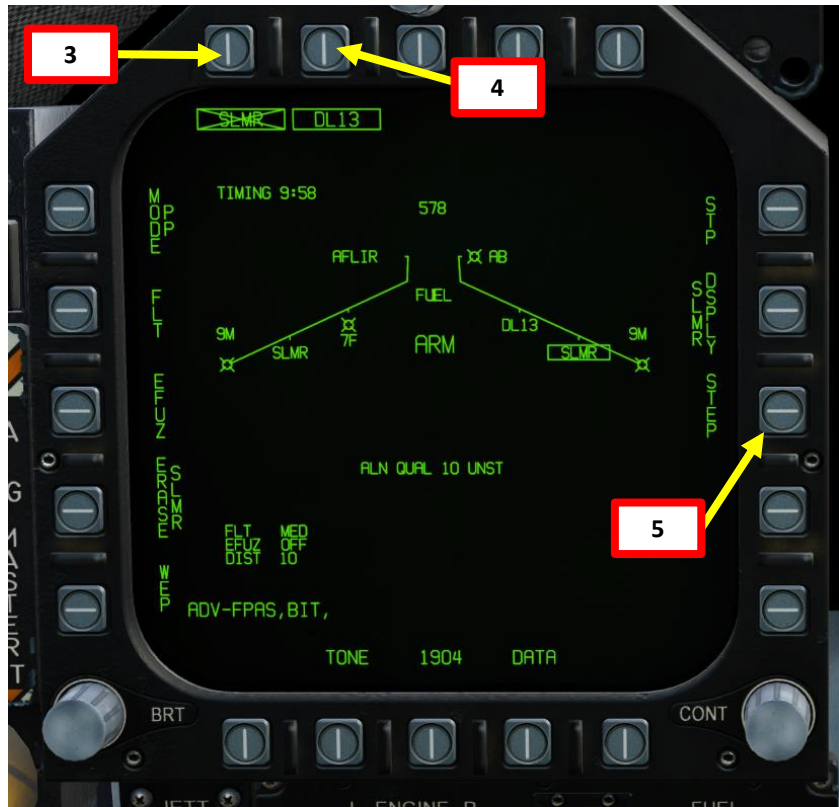 3
4
SLMR DL13
TIMING 9:58
578
MODE
PP
STP
AFLIR
AB
FUEL
FLT
9M
SLMR
7F
ARM
DL13
SLMR
9M
DSPLY
SLMR
EFUZ
STEP
ALN QUAL 10 UNST
ERASE
SLMR
5
FLT MED
EFUZ OFF
DIST 10
WEP
ADV-FPAS,BIT,
TONE 1904 DATA
BRT
CONT
JETT
L ENGINE R
FUEL